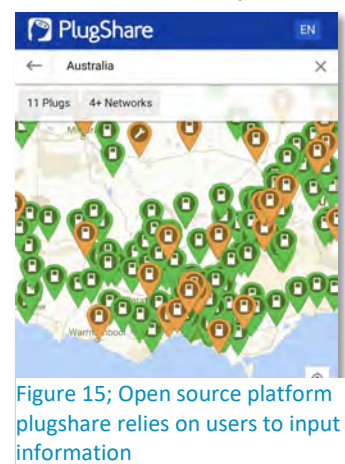 PlugShare
EN
Australia
11 Plugs 4+ Networks
Figure 15; Open source platform
plugshare relies on users to input
information